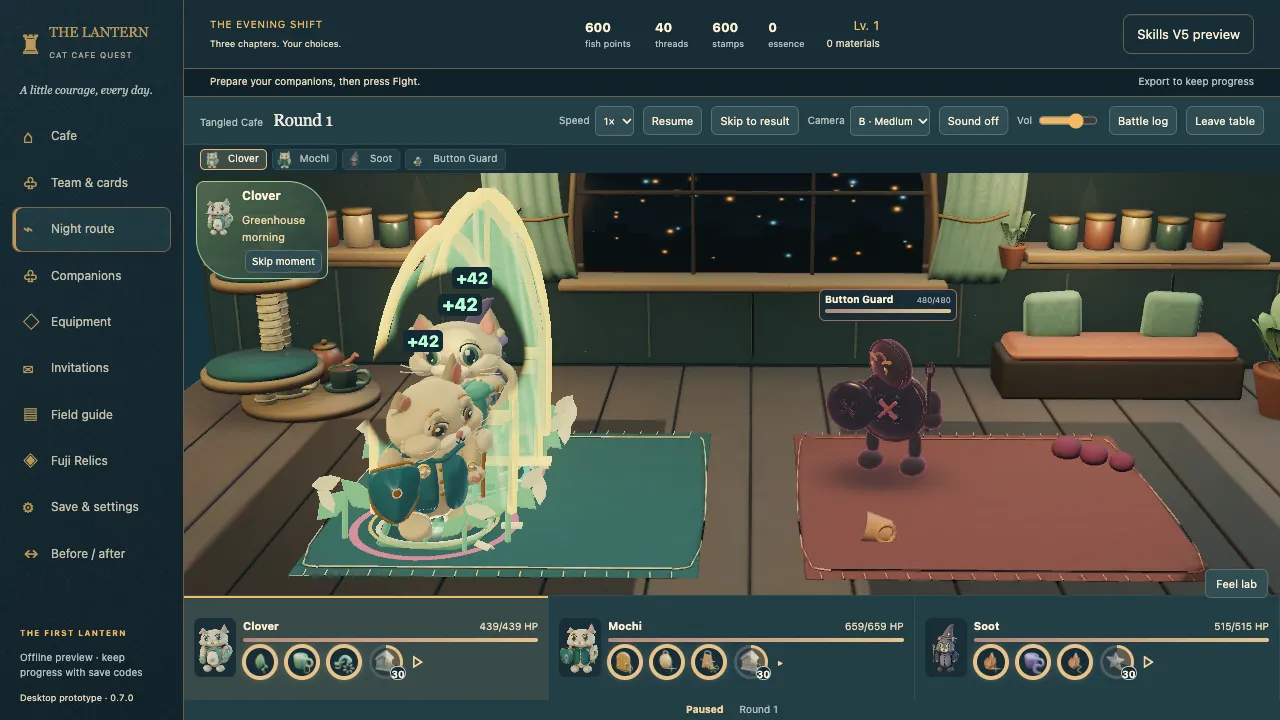 THE LANTERN
CAT CAFE QUEST
A little courage, every day.
Cafe
Team & cards
Night route
Companions
Equipment
Invitations
Field guide
Fuji Relics
Save & settings
Before / after
THE FIRST LANTERN
Offline preview · keep
progress with save codes
Desktop prototype · 0.7.0
THE EVENING SHIFT
Three chapters. Your choices.
600
fish points
40
threads
600
stamps
0
essence
Lv. 1
0 materials
Skills V5 preview
Prepare your companions, then press Fight.
Export to keep progress
Tangled Cafe
Round 1
Speed
1x
Resume
Skip to result
Camera
B · Medium
Sound off
Vol
Battle log
Leave table
Clover
Mochi
Soot
Button Guard
Clover
Greenhouse
morning
Skip moment
+42
+42
+42
Button Guard
480/480
Feel lab
Clover
439/439 HP
30
Mochi
659/659 HP
30
Soot
515/515 HP
30
Paused
Round 1